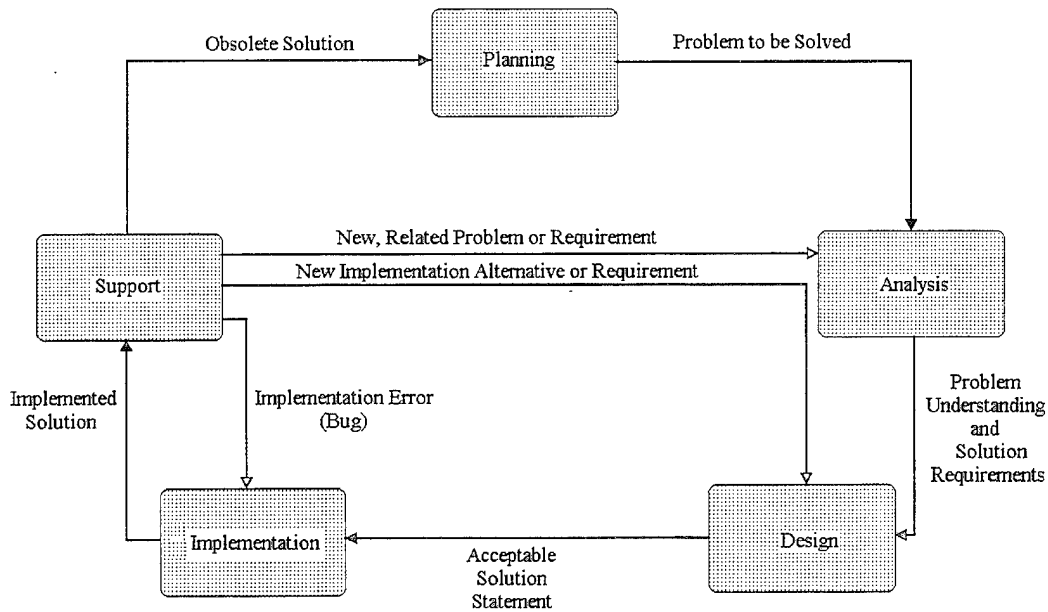 Obsolete Solution
Planning
Problem to be Solved
New, Related Problem or Requirement
New Implementation Alternative or Requirement
Support
Analysis
Implemented
Solution
Implementation Error
(Bug)
Problem
Understanding
and
Solution
Requirements
Implementation
Design
Acceptable
Solution
Statement